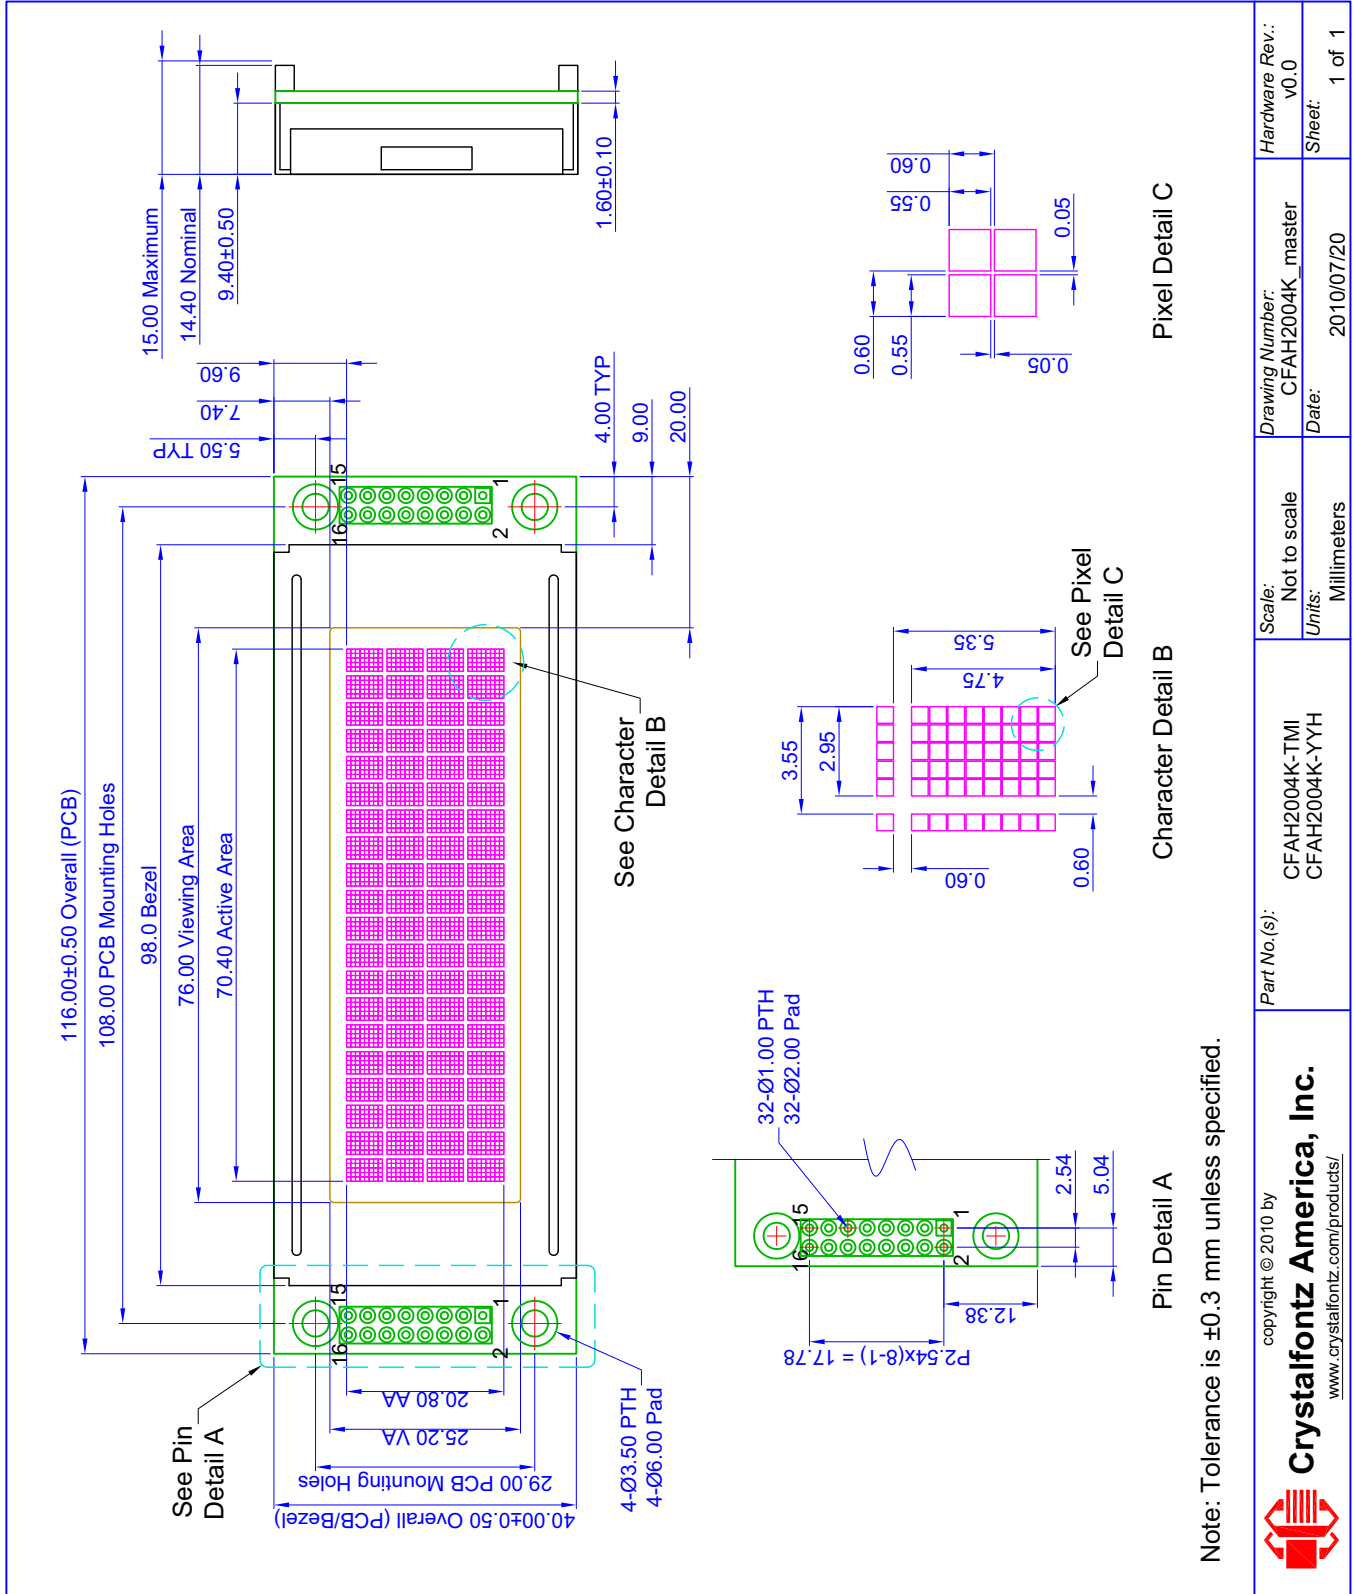 116.00±0.50 Overall (PCB)
108.00 PCB Mounting Holes
98.0 Bezel
76.00 Viewing Area
70.40 Active Area
15.00 Maximum
14.40 Nominal
9.40±0.50
1.60±0.10
5.50 TYP
7.40
9.60
4.00 TYP
9.00
20.00
See Pin
Detail A
16
15
2
1
16
15
2
1
40.00±0.50 Overall (PCB/Bezel)
29.00 PCB Mounting Holes
25.20 VA
20.80 AA
4-Ø3.50 PTH
4-Ø6.00 Pad
See Character
Detail B
32-Ø1.00 PTH
32-Ø2.00 Pad
16
15
2
1
P2.54x(8-1) = 17.78
12.38
2.54
5.04
Pin Detail A
3.55
2.95
5.35
4.75
0.60
0.60
See Pixel
Detail C
Character Detail B
0.60
0.55
0.05
0.55
0.60
0.05
Pixel Detail C
Note: Tolerance is ±0.3 mm unless specified.
copyright © 2010 by
Crystalfontz America, Inc.
www.crystalfontz.com/products/
Part No.(s):
CFAH2004K-TMI
CFAH2004K-YYH
Scale:
Not to scale
Units:
Millimeters
Drawing Number:
CFAH2004K_master
Date:
2010/07/20
Hardware Rev.:
v0.0
Sheet:
1 of 1